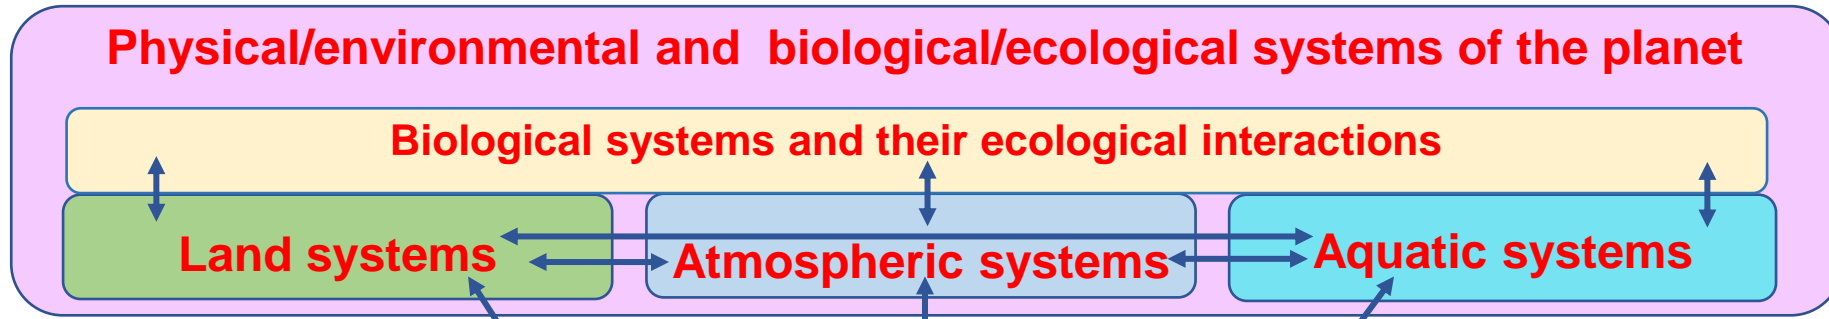 Physical/environmental and  biological/ecological systems of the planet
Biological systems and their ecological interactions
Land systems
Atmospheric systems
Aquatic systems